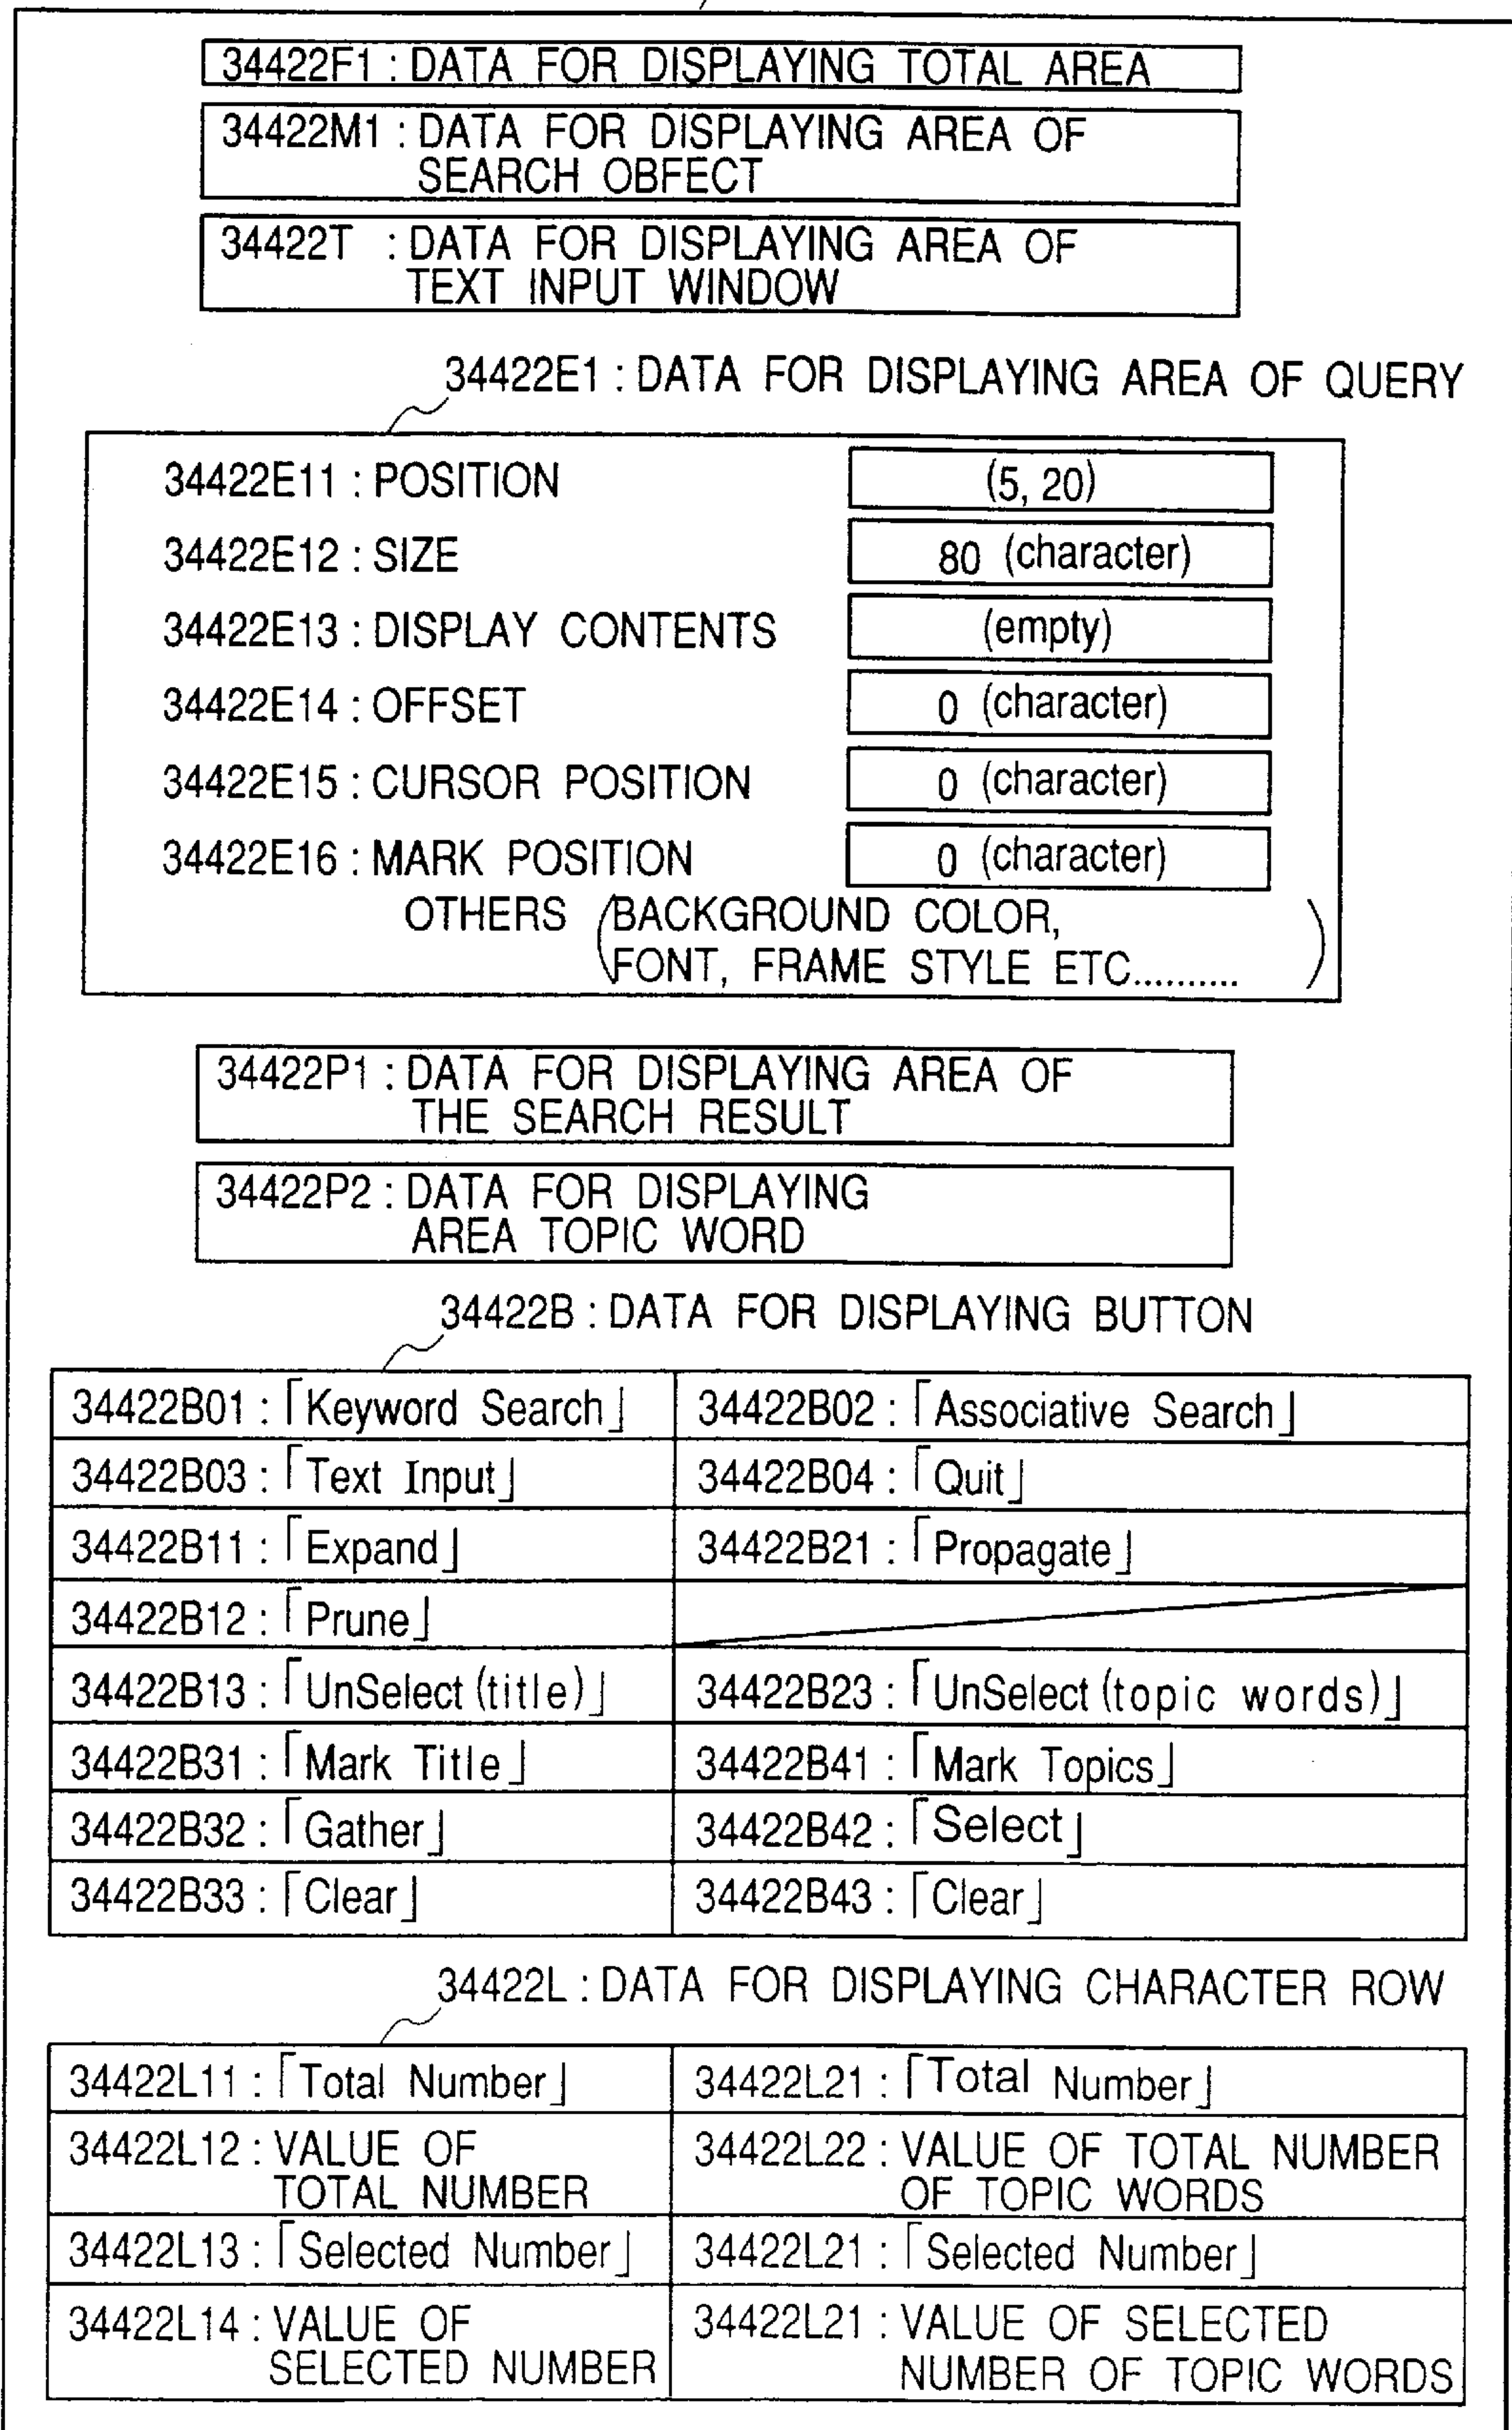 34422F1 : DATA FOR DISPLAYING TOTAL AREA
34422M1 : DATA FOR DISPLAYING AREA OF
SEARCH OBFECT
34422T : DATA FOR DISPLAYING AREA OF
TEXT INPUT WINDOW
34422E1 : DATA FOR DISPLAYING AREA OF QUERY
34422E11 : POSITION (5, 20)
34422E12 : SIZE 80 (character)
34422E13 : DISPLAY CONTENTS (empty)
34422E14 : OFFSET 0 (character)
34422E15 : CURSOR POSITION 0 (character)
34422E16 : MARK POSITION 0 (character)
OTHERS (BACKGROUND COLOR,
FONT, FRAME STYLE ETC..........)
34422P1 : DATA FOR DISPLAYING AREA OF
THE SEARCH RESULT
34422P2 : DATA FOR DISPLAYING
AREA TOPIC WORD
34422B : DATA FOR DISPLAYING BUTTON
34422B01 : 「Keyword Search」 34422B02 : 「Associative Search」
34422B03 : 「Text Input」 34422B04 : 「Quit」
34422B11 : 「Expand」 34422B21 : 「Propagate」
34422B12 : 「Prune」
34422B13 : 「UnSelect (title)」 34422B23 : 「UnSelect (topic words)」
34422B31 : 「Mark Title」 34422B41 : 「Mark Topics」
34422B32 : 「Gather」 34422B42 : 「Select」
34422B33 : 「Clear」 34422B43 : 「Clear」
34422L : DATA FOR DISPLAYING CHARACTER ROW
34422L11 : 「Total Number」 34422L21 : 「Total Number」
34422L12 : VALUE OF 34422L22 : VALUE OF TOTAL NUMBER
TOTAL NUMBER OF TOPIC WORDS
34422L13 : 「Selected Number」 34422L21 : 「Selected Number」
34422L14 : VALUE OF 34422L21 : VALUE OF SELECTED
SELECTED NUMBER NUMBER OF TOPIC WORDS